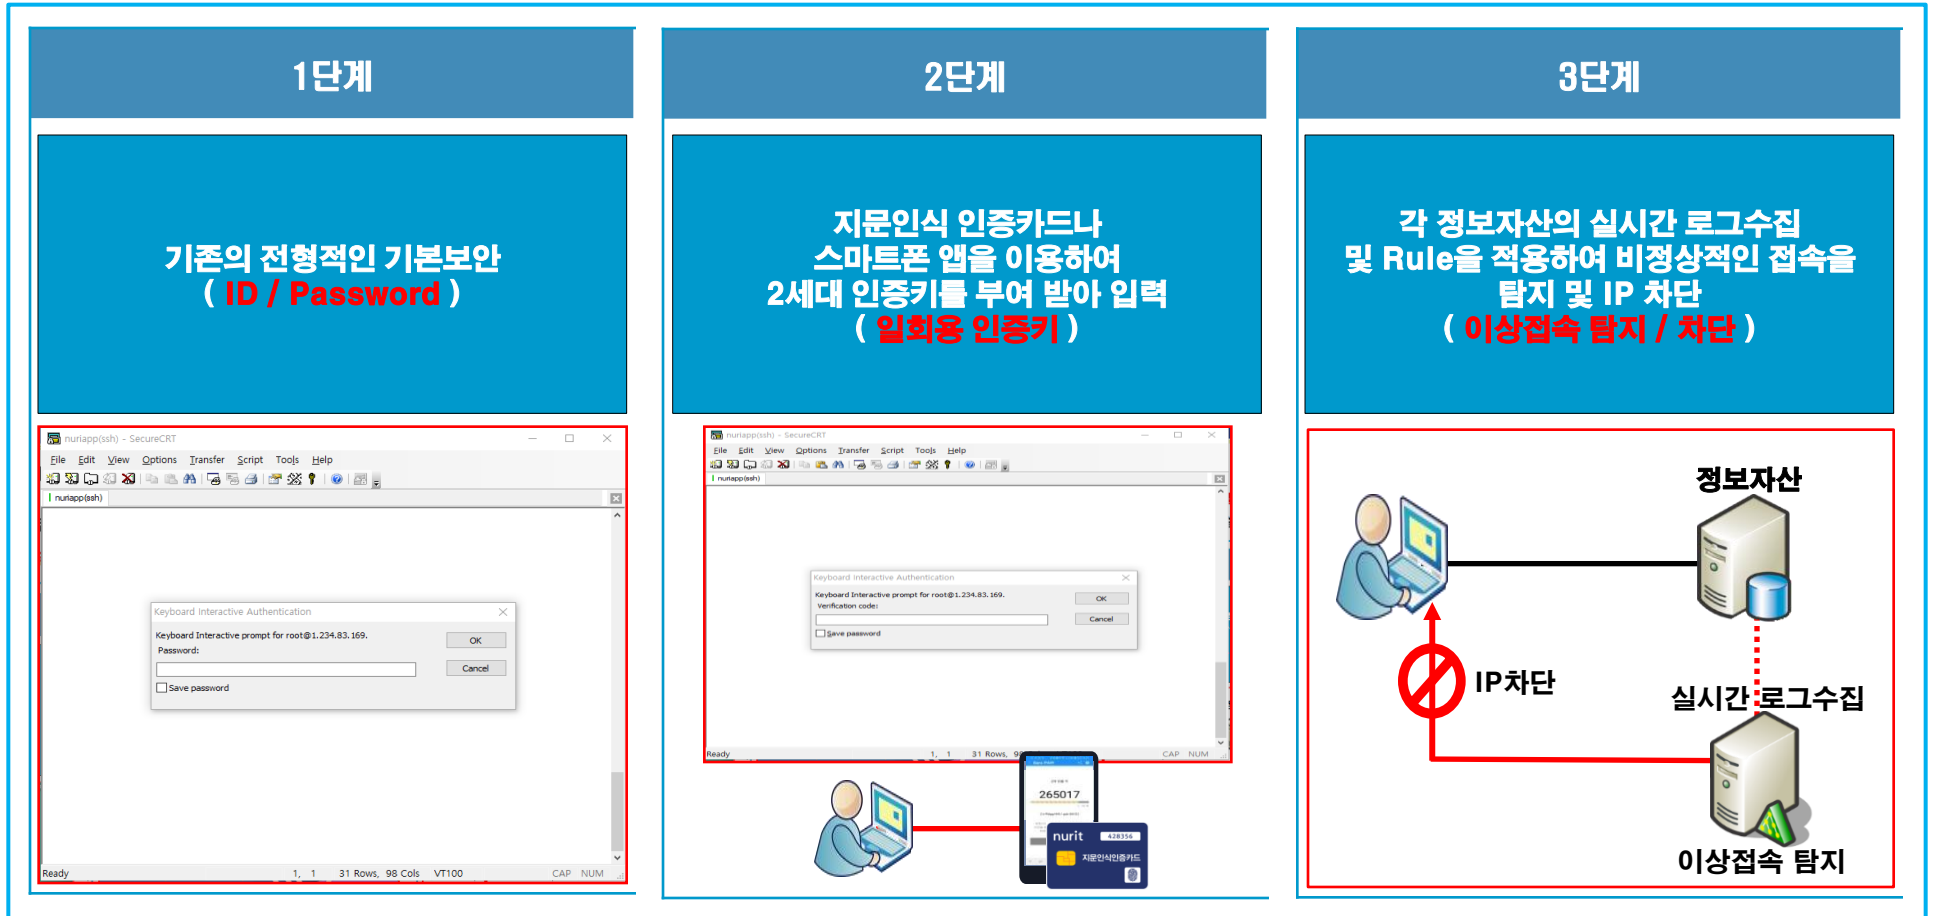 1단계
기존의 전형적인 기본보안
( ID / Password )
nuriapp(ssh) - SecureCRT
File Edit View Options Transfer Script Tools Help
nuriapp(ssh)
Keyboard Interactive Authentication
Keyboard Interactive prompt for root@1.234.83.169.
Password:
OK
Cancel
Save password
Ready 1, 1 31 Rows, 98 Cols VT100 CAP NUM
2단계
지문인식 인증카드나
스마트폰 앱을 이용하여
2세대 인증키를 부여 받아 입력
( 일회용 인증키 )
nuriapp(ssh) - SecureCRT
File Edit View Options Transfer Script Tools Help
nuriapp(ssh)
Keyboard Interactive Authentication
Keyboard Interactive prompt for root@1.234.83.169.
Verification code:
OK
Cancel
Save password
Ready 1, 1 31 Rows, CAP NUM
265017
nurit 428356
지문인식인증카드
3단계
각 정보자산의 실시간 로그수집
및 Rule을 적용하여 비정상적인 접속을
탐지 및 IP 차단
( 이상접속 탐지 / 차단 )
정보자산
IP차단
실시간 로그수집
이상접속 탐지